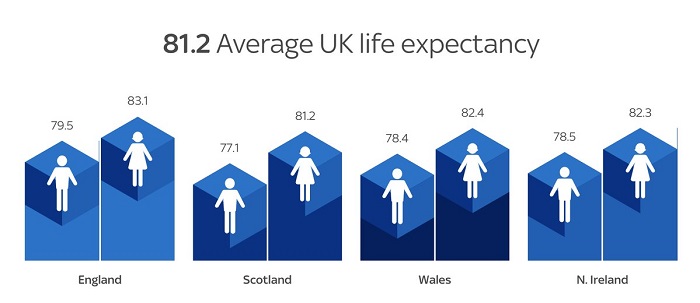 81.2 Average UK life expectancy
79.5
83.1
77.1
81.2
78.4
82.4
78.5
82.3
England
Scotland
Wales
N. Ireland